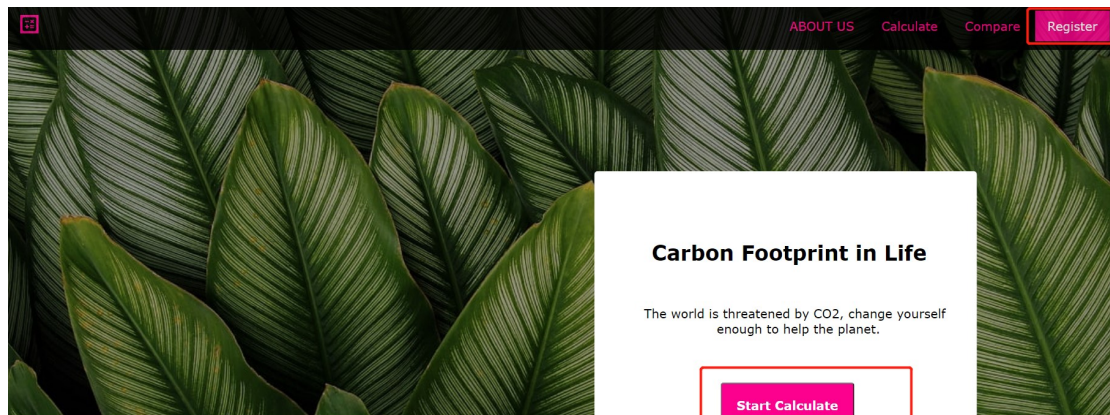 ABOUT US Calculate Compare Register
Carbon Footprint in Life
The world is threatened by CO2, change yourself
enough to help the planet.
Start Calculate